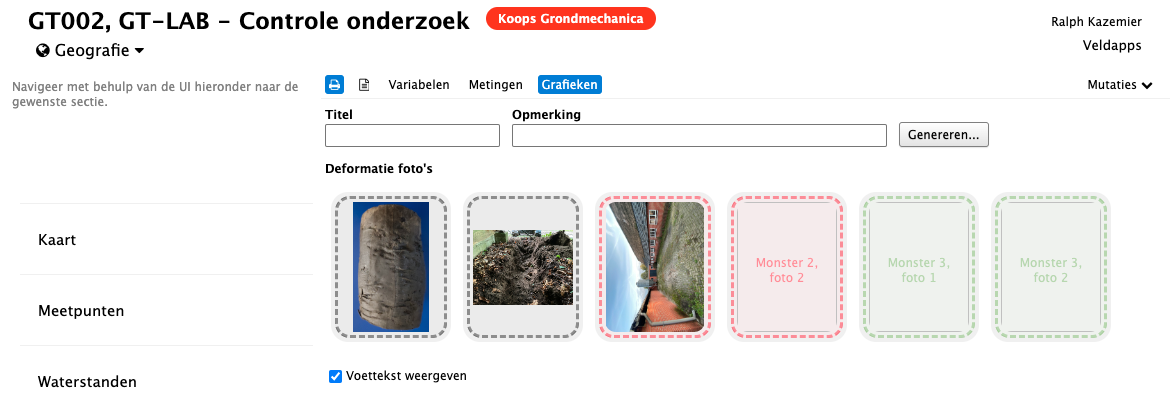 GT002, GT-LAB - Controle onderzoek
Koops Grondmechanica
Ralph Kazemier
Geografie
Veldapps
Navigeer met behulp van de UI hieronder naar de
gewenste sectie.
Variabelen
Metingen
Grafieken
Mutaties
Titel
Opmerking
Genereren...
Deformatie foto's
Monster 2,
foto 2
Monster 3,
foto 1
Monster 3,
foto 2
Kaart
Meetpunten
Waterstanden
Voettekst weergeven